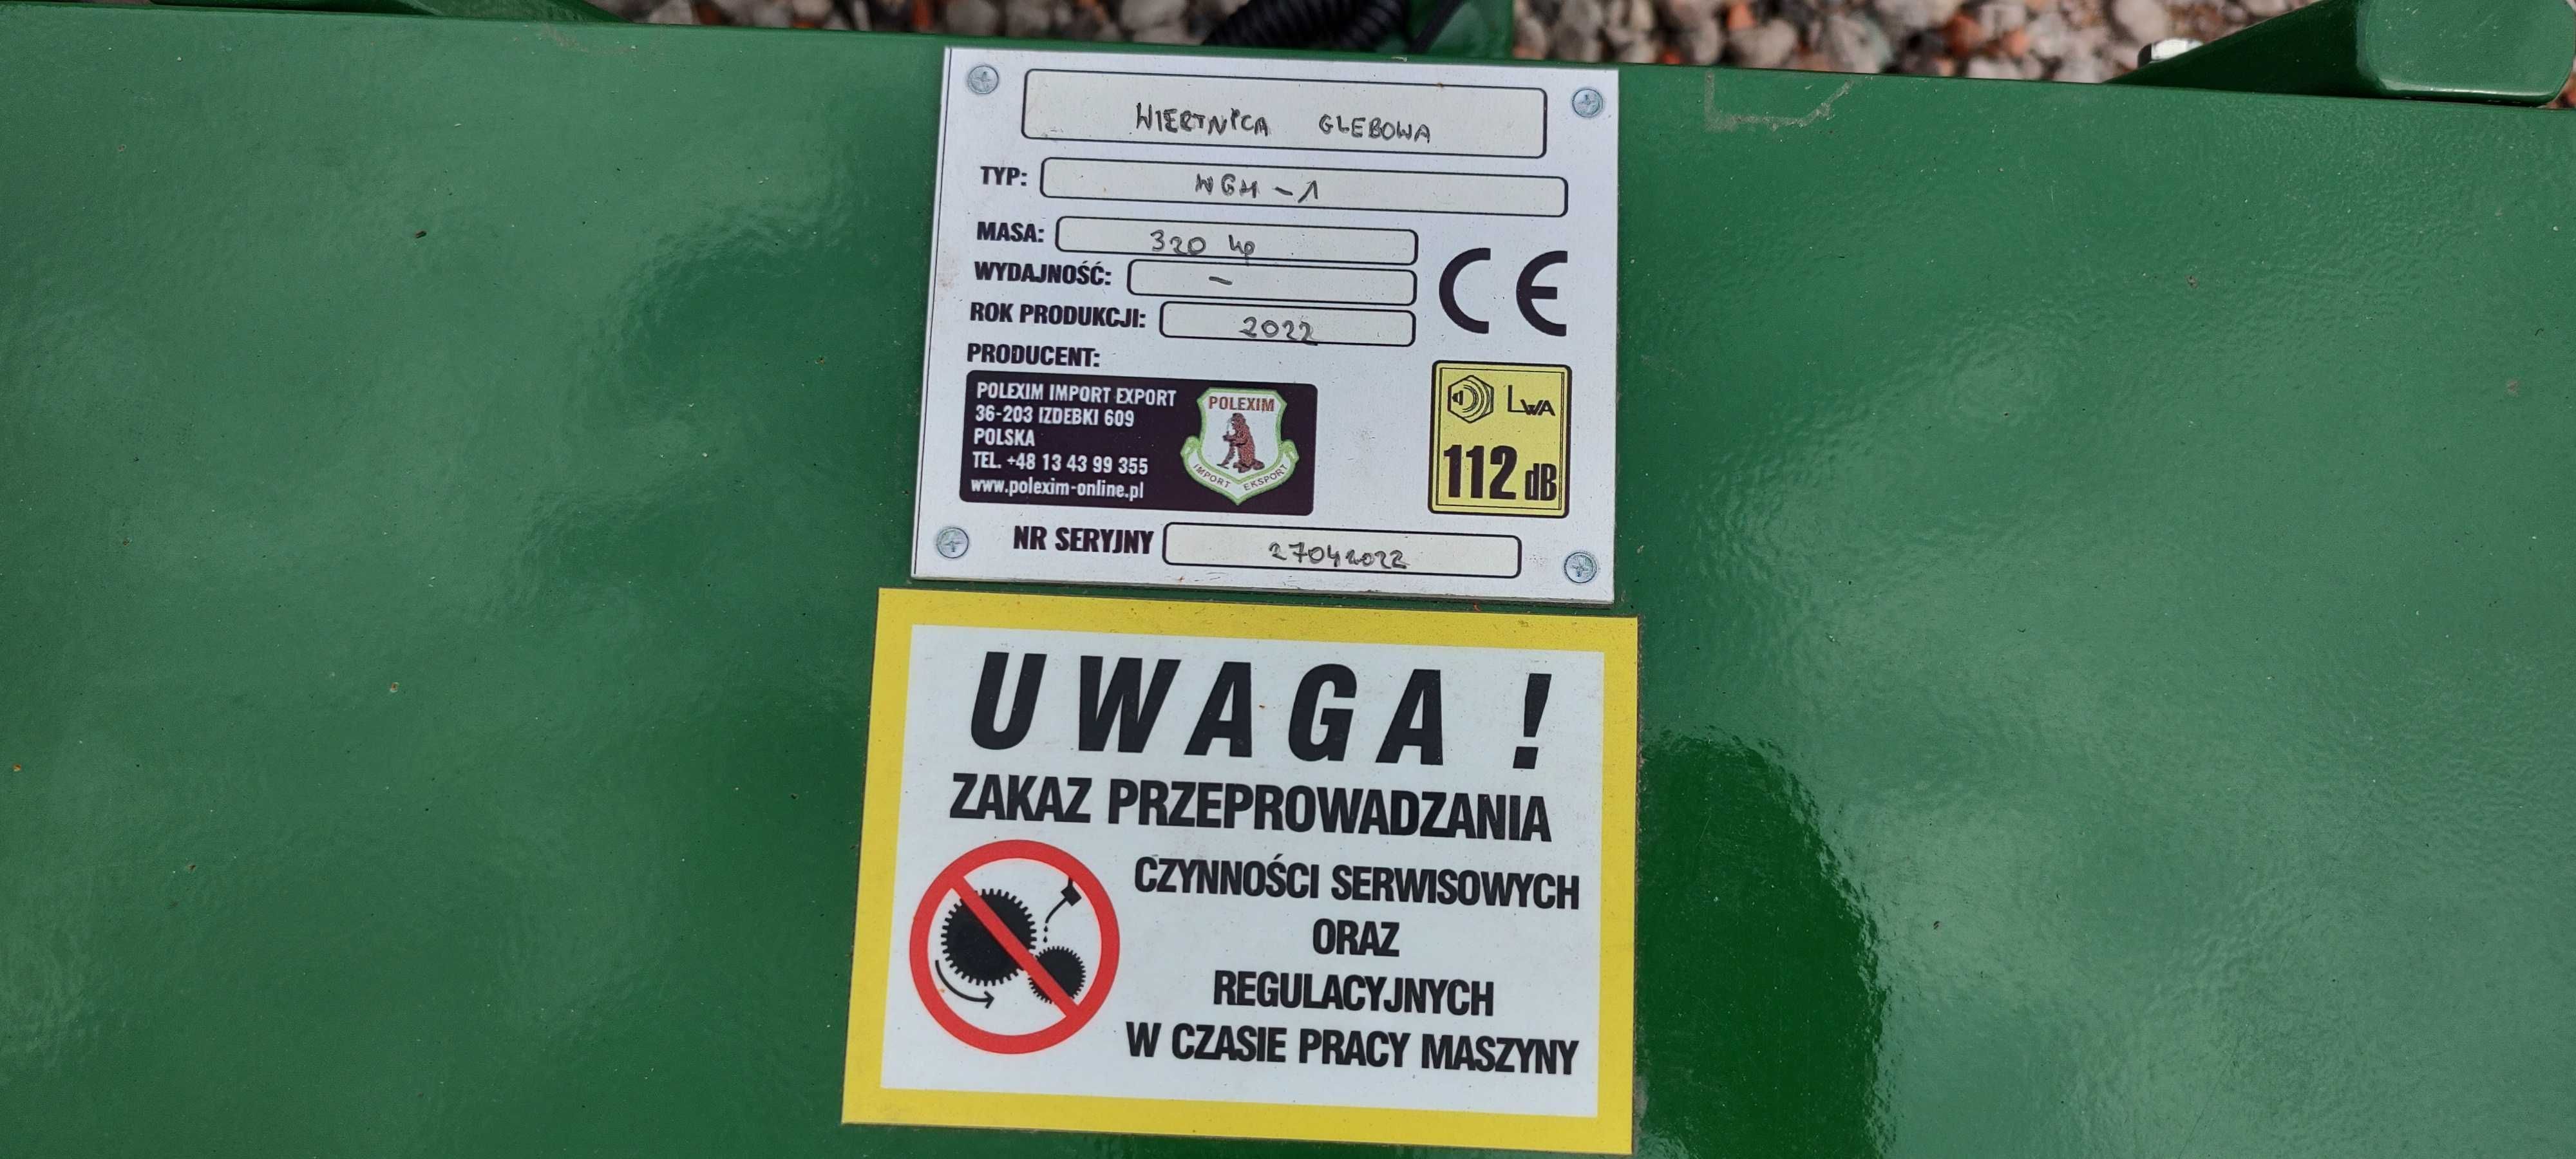 WIERTNICA GLEBOWA
TYP: WGH-1
MASA: 320 kg
WYDAJNOŚĆ: -
ROK PRODUKCJI: 2022
CE
PRODUCENT:
POLEXIM IMPORT EXPORT
36-203 IZDEBKI 609
POLSKA
TEL. +48 13 43 99 355
www.polexim-online.pl
POLEXIM
IMPORT EKSPORT
LWA
112 dB
NR SERYJNY 27042022
UWAGA !
ZAKAZ PRZEPROWADZANIA
CZYNNOŚCI SERWISOWYCH
ORAZ
REGULACYJNYCH
W CZASIE PRACY MASZYNY